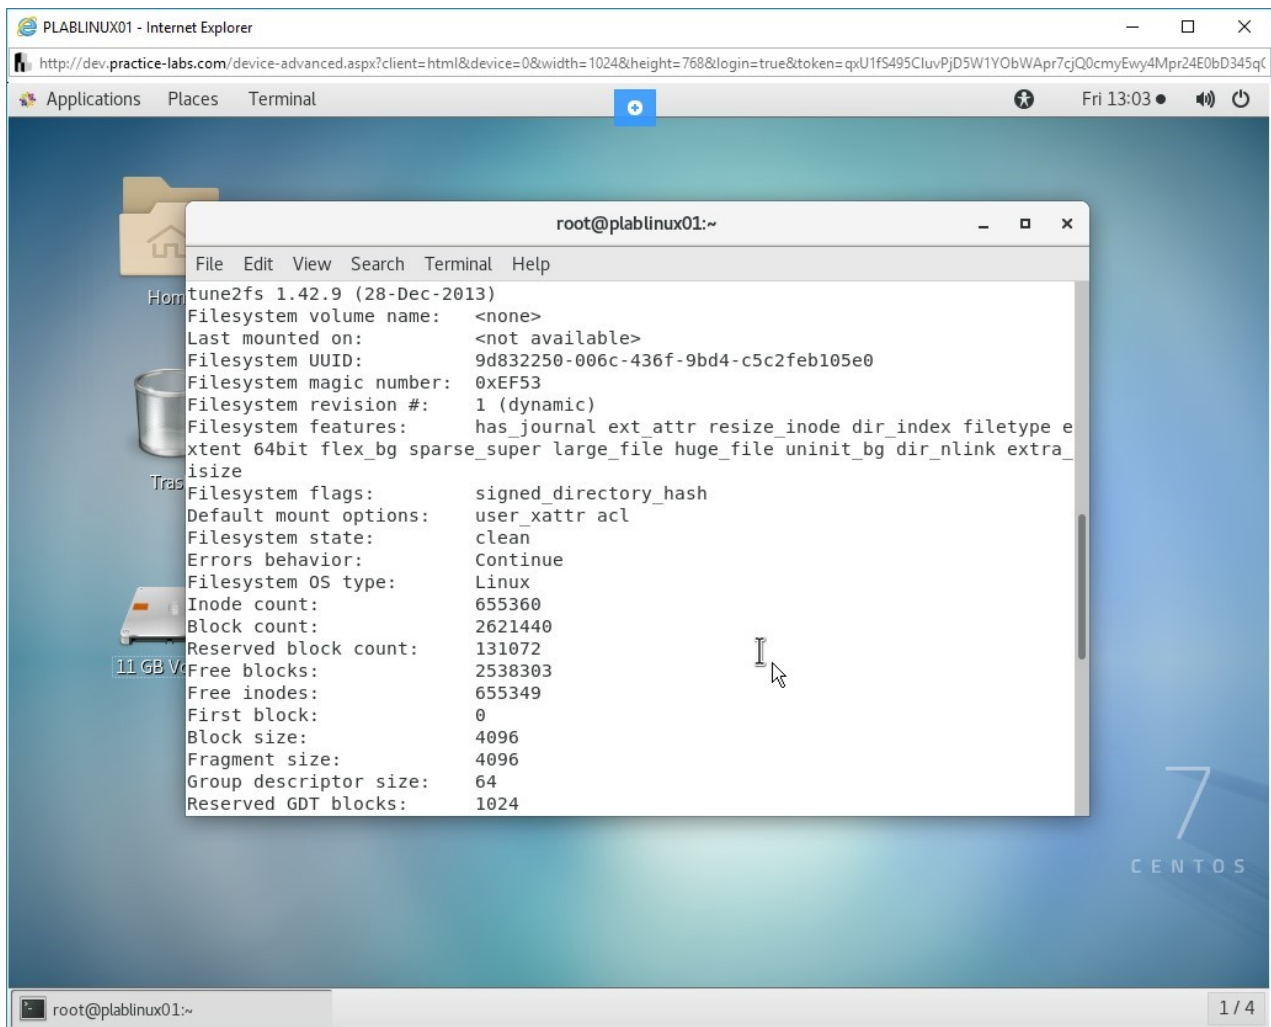 PLABLINUX01 - Internet Explorer
http://dev.practice-labs.com/device-advanced.aspx?client=html&device=0&width=1024&height=768&login=true&token=
Applications Places Terminal Fri 13:03
root@plablinux01:~
File Edit View Search Terminal Help
tune2fs 1.42.9 (28-Dec-2013)
Filesystem volume name: <none>
Last mounted on: <not available>
Filesystem UUID: 9d832250-006c-436f-9bd4-c5c2feb105e0
Filesystem magic number: 0xEF53
Filesystem revision #: 1 (dynamic)
Filesystem features: has_journal ext_attr resize_inode dir_index filetype e
xtent 64bit flex_bg sparse_super large_file huge_file uninit_bg dir_nlink extra_
isize
Filesystem flags: signed_directory_hash
Default mount options: user_xattr acl
Filesystem state: clean
Errors behavior: Continue
Filesystem OS type: Linux
Inode count: 655360
Block count: 2621440
Reserved block count: 131072
Free blocks: 2538303
Free inodes: 655349
First block: 0
Block size: 4096
Fragment size: 4096
Group descriptor size: 64
Reserved GDT blocks: 1024
Hom
Tras
11 GB Vo
7
CENTOS
root@plablinux01:~
1 / 4